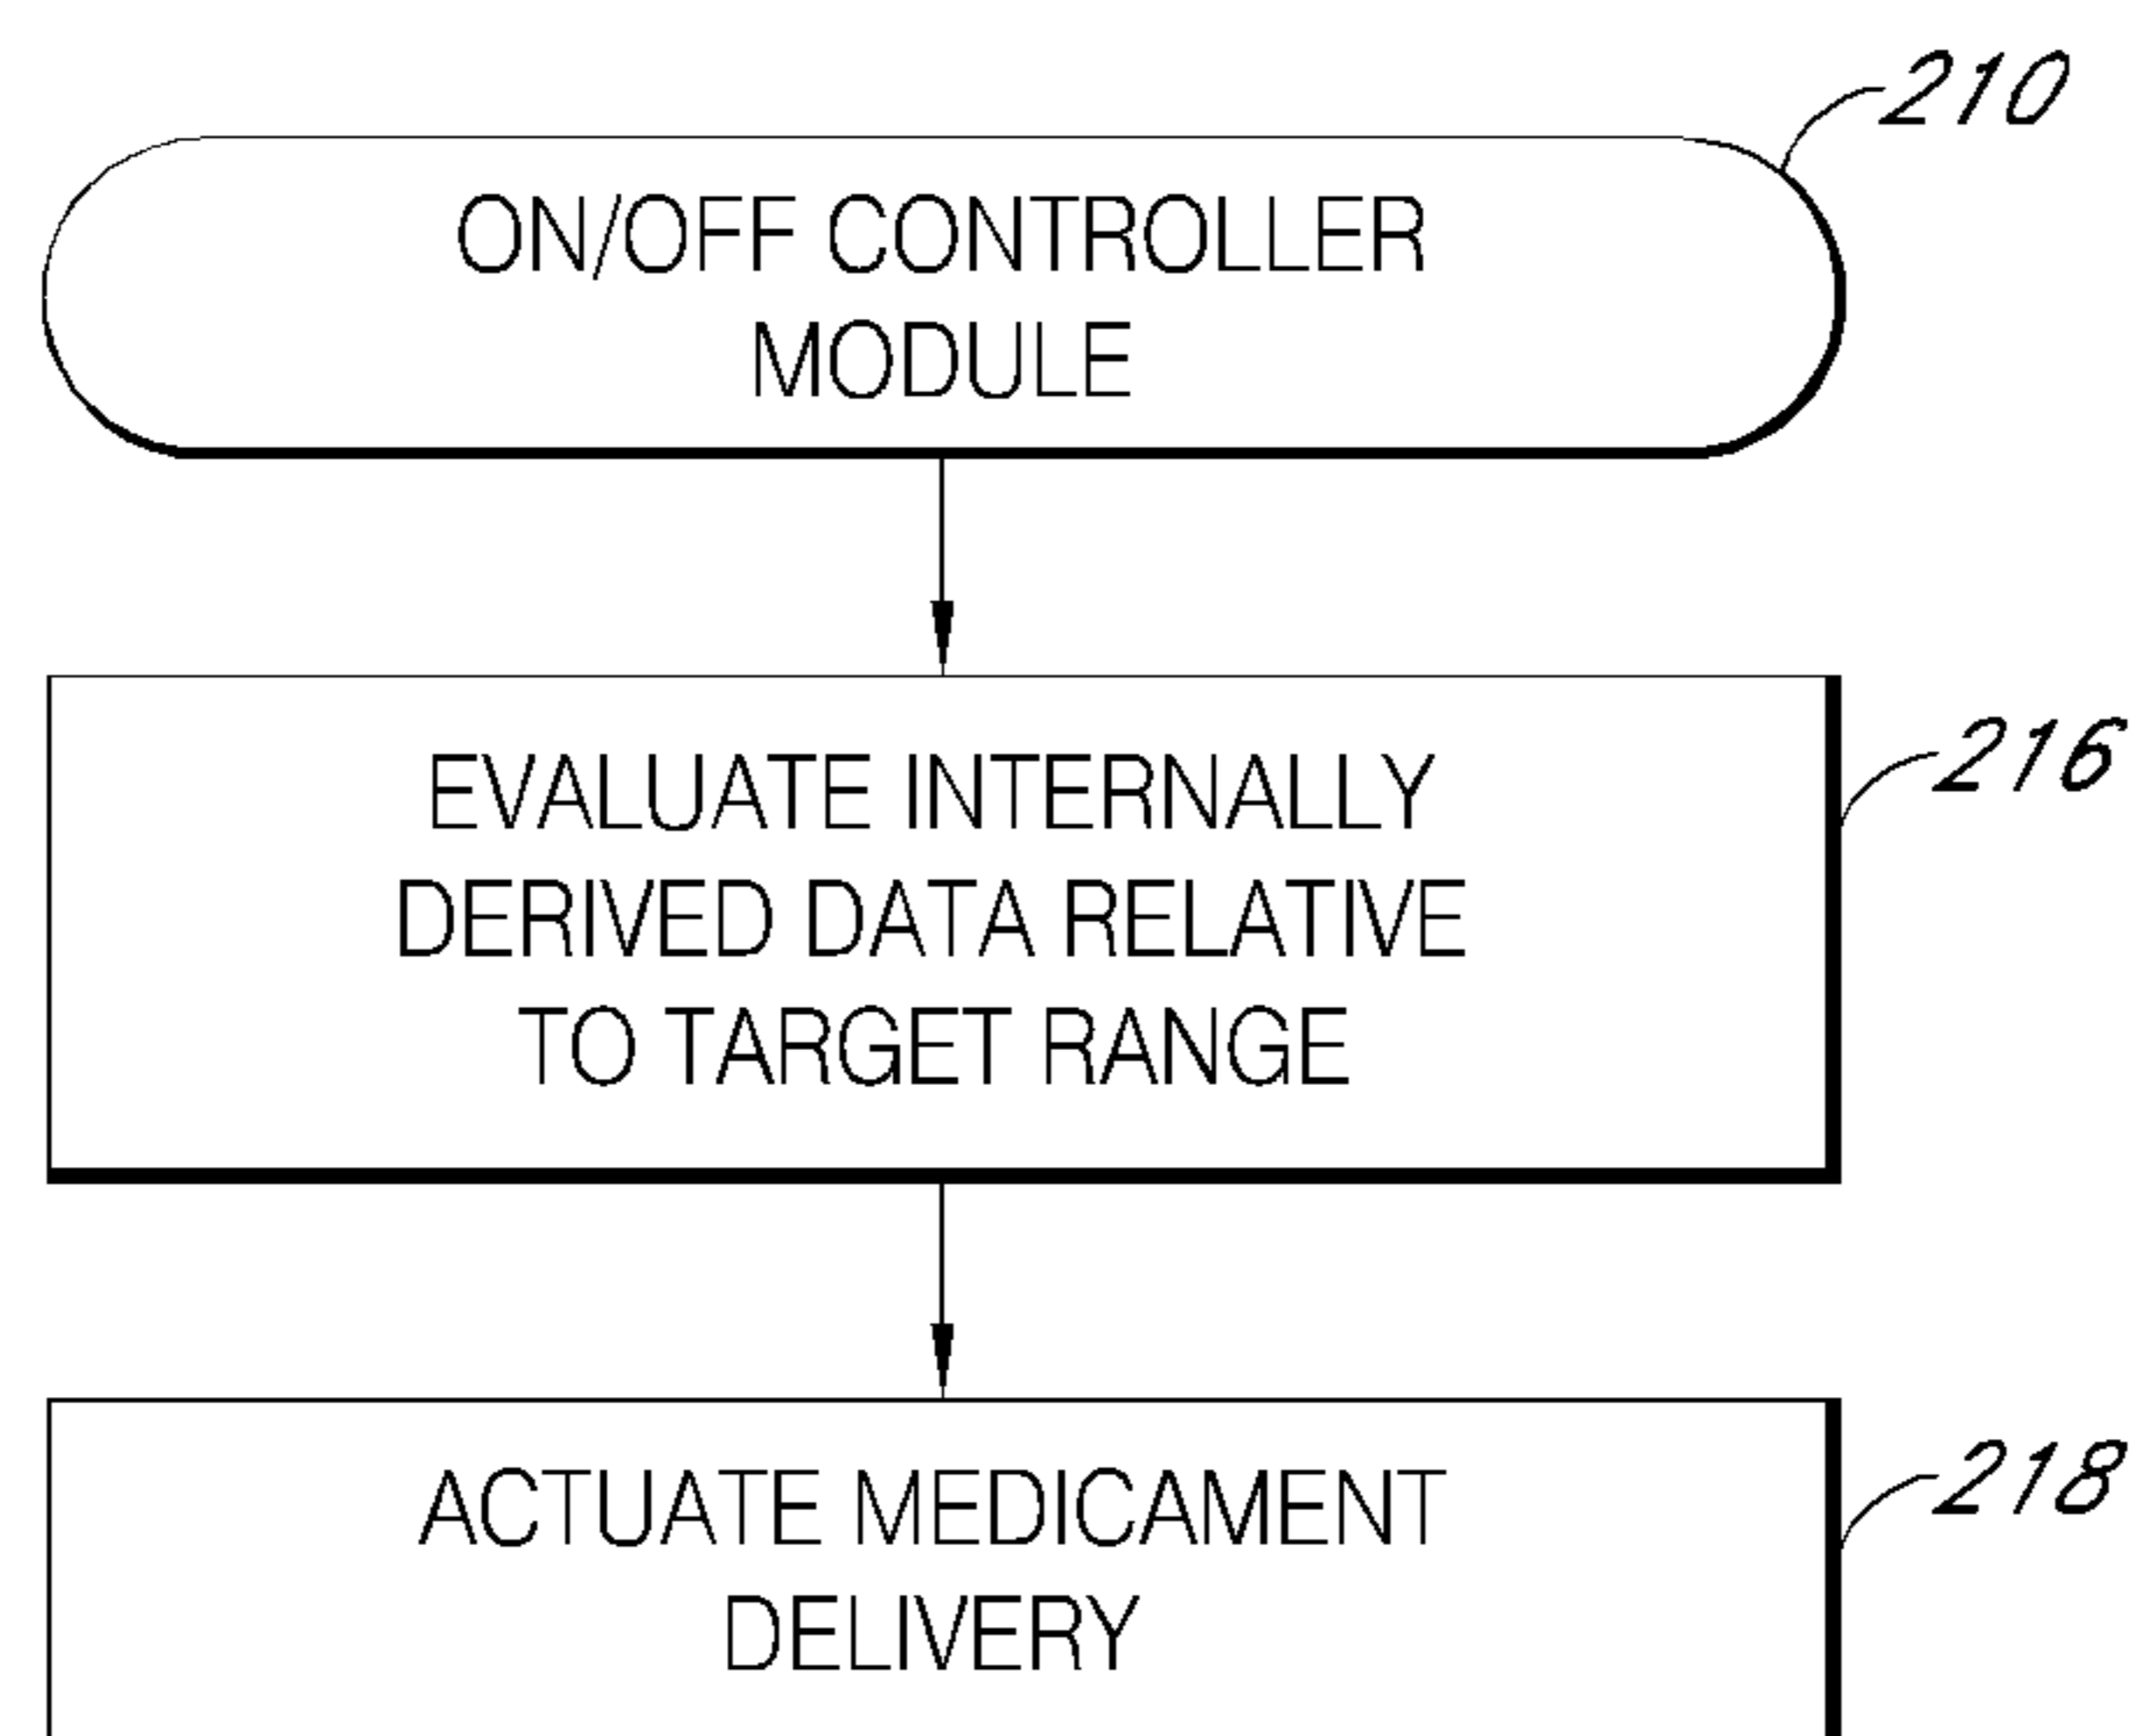 210
ON/OFF CONTROLLER
MODULE
216
EVALUATE INTERNALLY
DERIVED DATA RELATIVE
TO TARGET RANGE
218
ACTUATE MEDICAMENT
DELIVERY